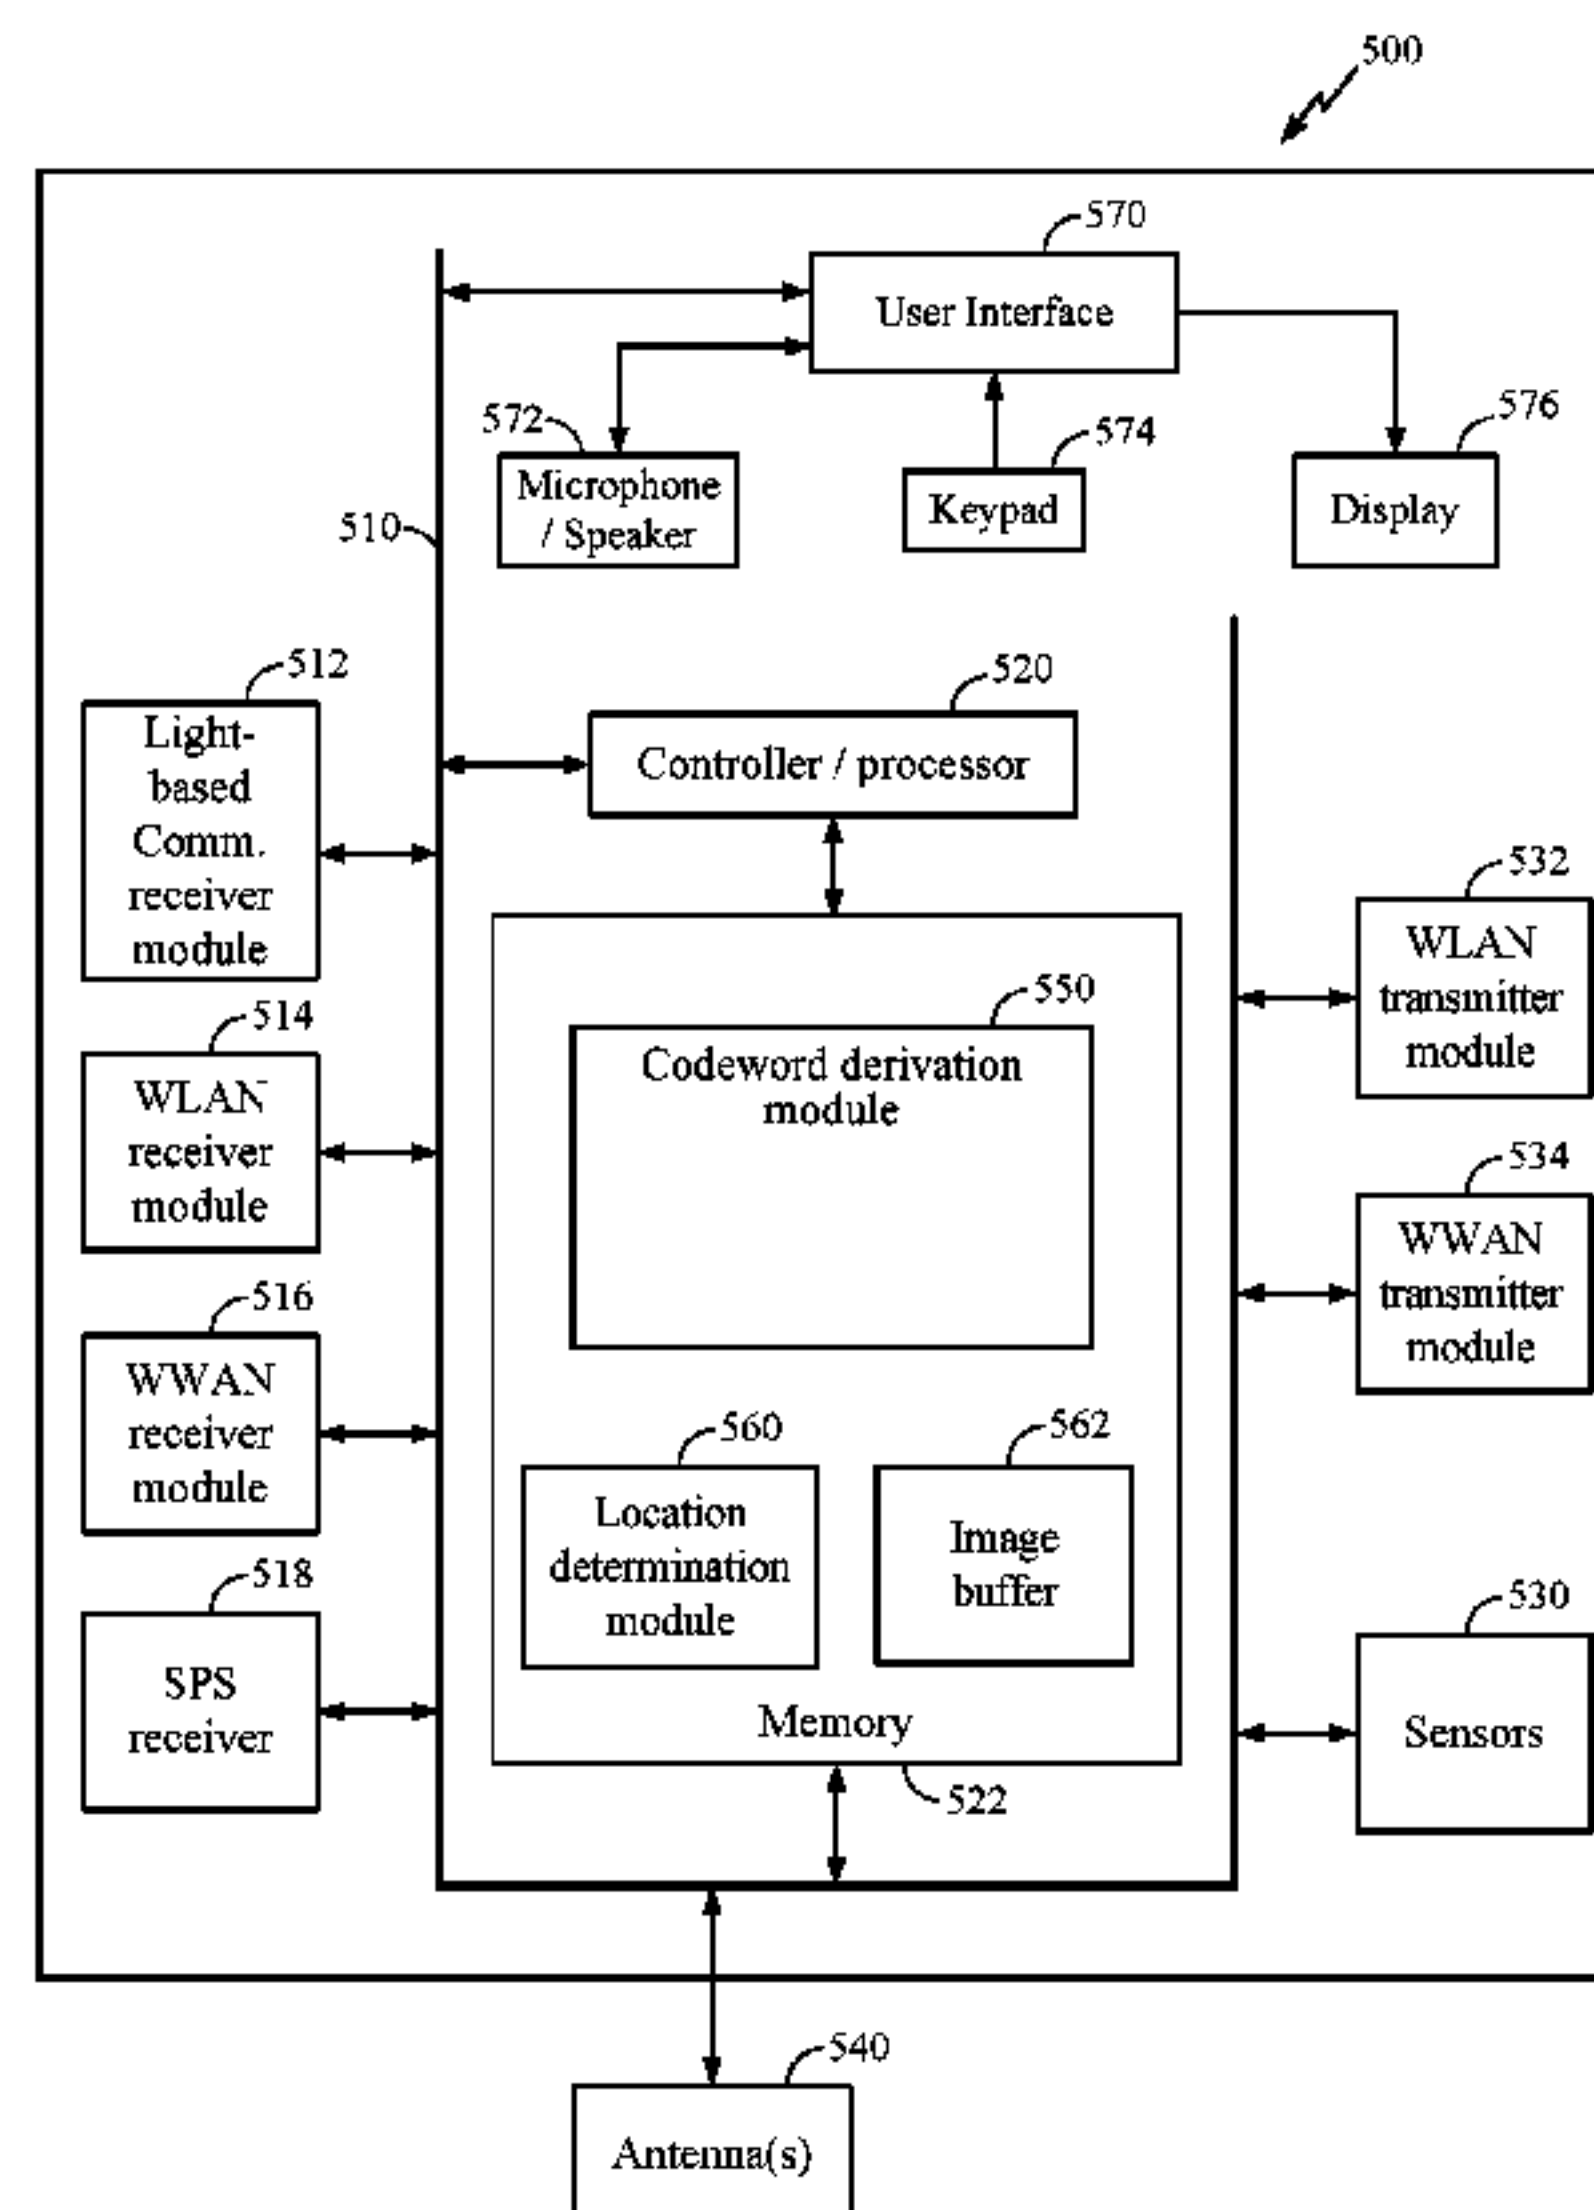 500
570
User Interface
572
Microphone
/ Speaker
574
Keypad
576
Display
510
512
Light-
based
Comm.
receiver
module
520
Controller / processor
532
WLAN
transmitter
module
514
WLAN
receiver
module
550
Codeword derivation
module
534
WWAN
transmitter
module
516
WWAN
receiver
module
560
Location
determination
module
562
Image
buffer
518
SPS
receiver
530
Sensors
Memory
522
540
Antenna(s)